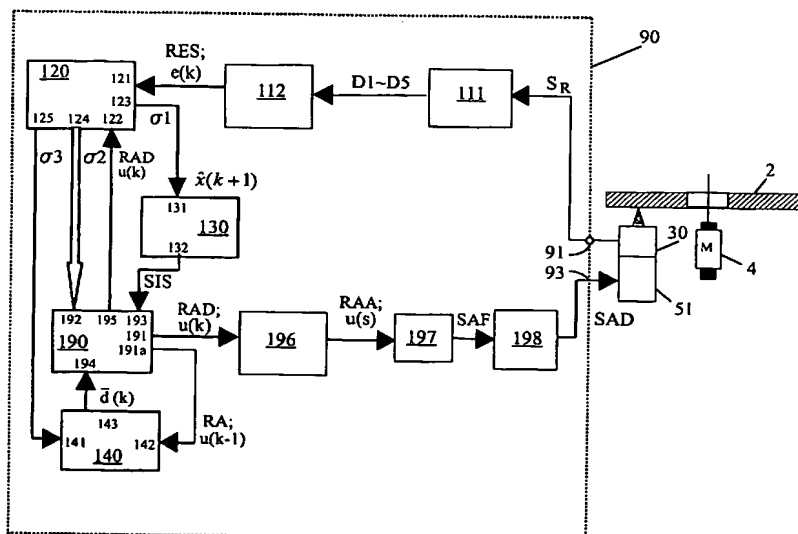 90
RES;
e(k)
120
121
123
125 124 122
112
D1~D5
111
S_R
σ1
σ3
σ2
RAD
u(k)
x̂(k+1)
131
130
132
SIS
2
M
4
91
30
93
51
SAD
192 195 193
191
190 191a
194
RAD;
u(k)
196
RAA;
u(s)
197
SAF
198
d̄(k)
RA;
u(k-1)
143
141 142
140